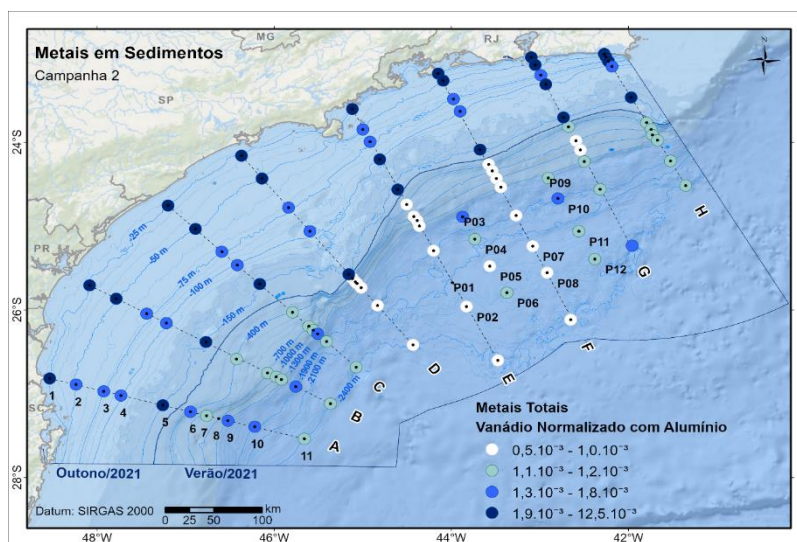 Metais em Sedimentos
Campanha 2
MG
RJ
SP
PR
SC
24°S
26°S
28°S
-25 m
-50 m
-75 m
-100 m
-150 m
-400 m
-700 m
-1000 m
-1300 m
-1900 m
-2100 m
-2400 m
P09
P10
P03
P04
P11
P07
P12
P05
P08
P01
P06
P02
H
G
F
E
D
C
B
A
1
2
3
4
5
6
7
8
9
10
11
Outono/2021
Verão/2021
Datum: SIRGAS 2000
km
0 25 50 100
Metais Totais
Vanádio Normalizado com Alumínio
0,5.10⁻³ - 1,0.10⁻³
1,1.10⁻³ - 1,2.10⁻³
1,3.10⁻³ - 1,8.10⁻³
1,9.10⁻³ - 12,5.10⁻³
48°W
46°W
44°W
42°W